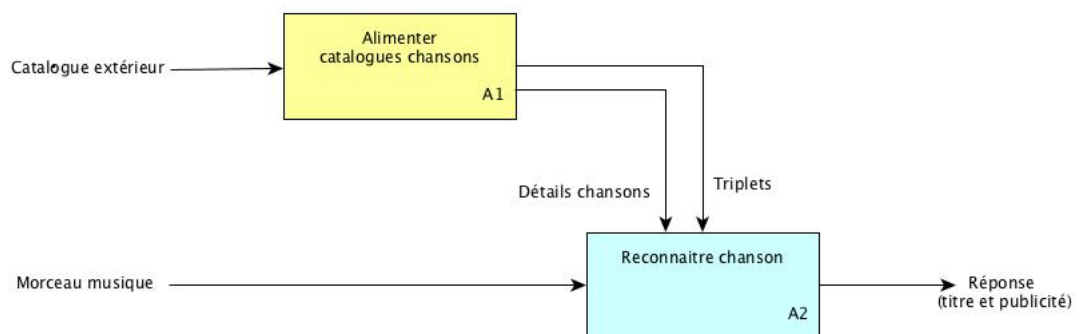 Alimenter
catalogues chansons
Catalogue extérieur
A1
Détails chansons
Triplets
Reconnaitre chanson
Morceau musique
Réponse
(titre et publicité)
A2